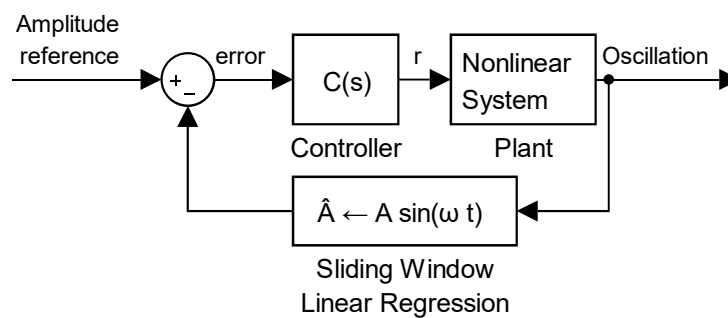 Amplitude
reference
error
r
Oscillation
+
−
C(s)
Nonlinear
System
Controller
Plant
Â ← A sin(ω t)
Sliding Window
Linear Regression